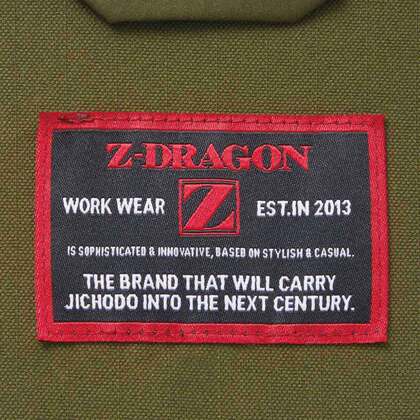 Z-DRAGON
WORK WEAR Z EST.IN 2013
IS SOPHISTICATED & INNOVATIVE, BASED ON STYLISH & CASUAL.
THE BRAND THAT WILL CARRY
JICHODO INTO THE NEXT CENTURY.